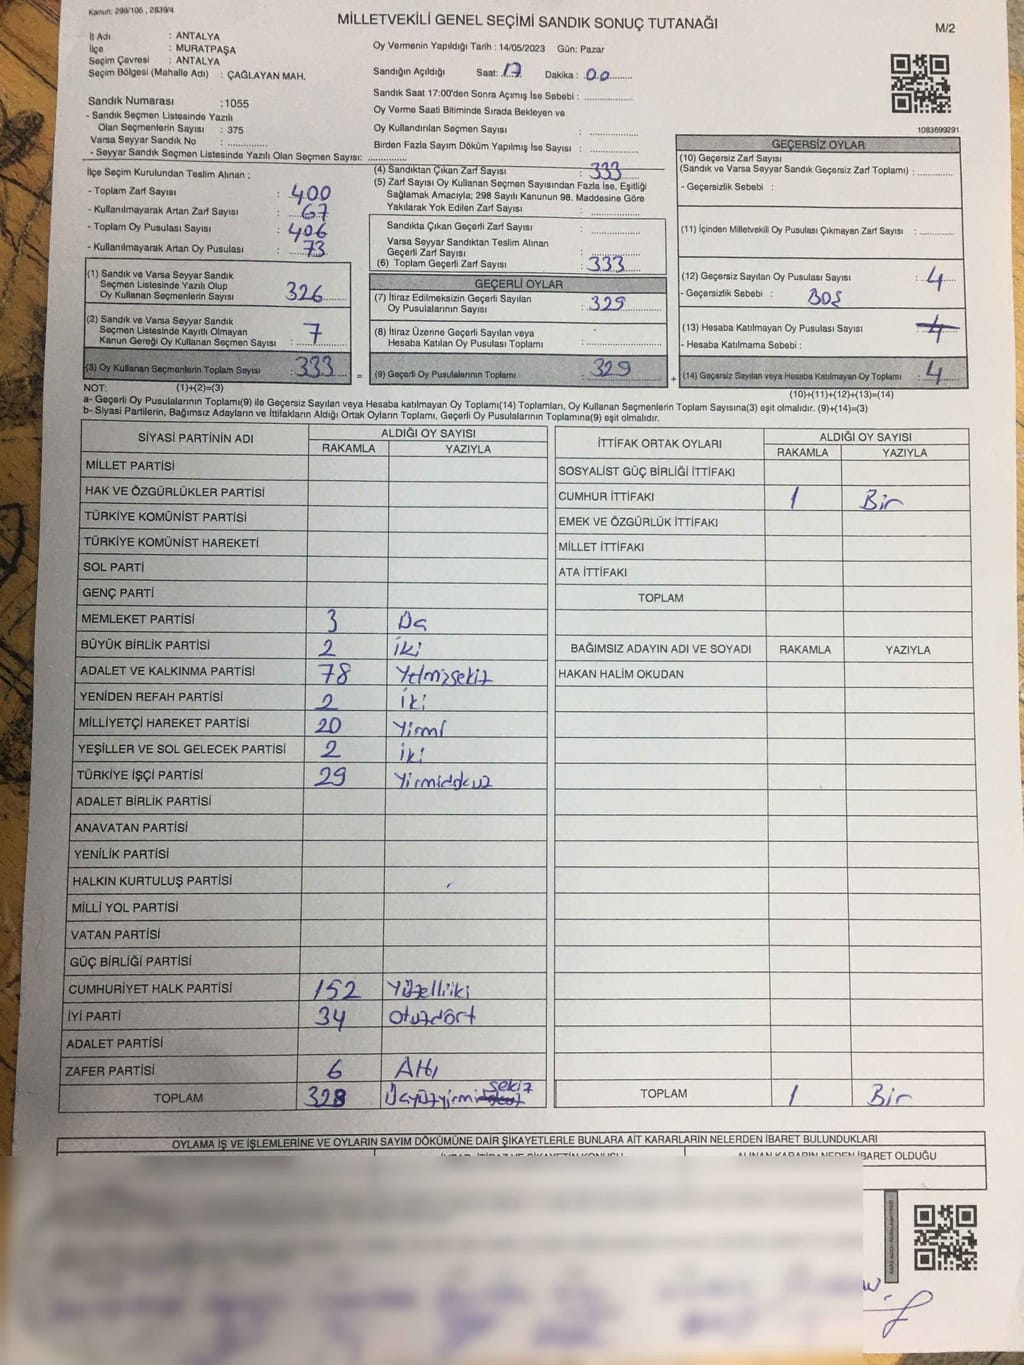 Kanun: 298/106 , 2839/4
MİLLETVEKİLİ GENEL SEÇİMİ SANDIK SONUÇ TUTANAĞI
M/2
İl Adı : ANTALYA
İlçe : MURATPAŞA
Seçim Çevresi : ANTALYA
Seçim Bölgesi (Mahalle Adı) : ÇAĞLAYAN MAH.
Sandık Numarası :1055
- Sandık Seçmen Listesinde Yazılı
Olan Seçmenlerin Sayısı : 375
Varsa Seyyar Sandık No :
- Seyyar Sandık Seçmen Listesinde Yazılı Olan Seçmen Sayısı:
Oy Vermenin Yapıldığı Tarih : 14/05/2023 Gün: Pazar
Sandığın Açıldığı Saat: 17 Dakika : 00
Sandık Saat 17:00'den Sonra Açımış İse Sebebi :
Oy Verme Saati Bitiminde Sırada Bekleyen ve
Oy Kullandırılan Seçmen Sayısı :
Birden Fazla Sayım Döküm Yapılmış İse Sayısı :
1083699291
İlçe Seçim Kurulundan Teslim Alınan ;
- Toplam Zarf Sayısı : 400
- Kullanılmayarak Artan Zarf Sayısı : 67
- Toplam Oy Pusulası Sayısı : 406
- Kullanılmayarak Artan Oy Pusulası : 73
(1) Sandık ve Varsa Seyyar Sandık
Seçmen Listesinde Yazılı Olup
Oy Kullanan Seçmenlerin Sayısı 326
(2) Sandık ve Varsa Seyyar Sandık
Seçmen Listesinde Kayıtlı Olmayan
Kanun Gereği Oy Kullanan Seçmen Sayısı : 7
(3) Oy Kullanan Seçmenlerin Toplam Sayısı : 333
(4) Sandıktan Çıkan Zarf Sayısı : 333
(5) Zarf Sayısı Oy Kullanan Seçmen Sayısından Fazla İse, Eşitliği
Sağlamak Amacıyla; 298 Sayılı Kanunun 98. Maddesine Göre
Yakılarak Yok Edilen Zarf Sayısı :
Sandıkta Çıkan Geçerli Zarf Sayısı :
Varsa Seyyar Sandıktan Teslim Alınan
Geçerli Zarf Sayısı :
(6) Toplam Geçerli Zarf Sayısı : 333
GEÇERLİ OYLAR
(7) İtiraz Edilmeksizin Geçerli Sayılan
Oy Pusulalarının Sayısı : 329
(8) İtiraz Üzerine Geçerli Sayılan veya
Hesaba Katılan Oy Pusulası Toplamı :
= (9) Geçerli Oy Pusulalarının Toplamı : 329
GEÇERSİZ OYLAR
(10) Geçersiz Zarf Sayısı
(Sandık ve Varsa Seyyar Sandık Geçersiz Zarf Toplamı) :
- Geçersizlik Sebebi :
(11) İçinden Milletvekili Oy Pusulası Çıkmayan Zarf Sayısı :
(12) Geçersiz Sayılan Oy Pusulası Sayısı : 4
- Geçersizlik Sebebi : BOŞ
(13) Hesaba Katılmayan Oy Pusulası Sayısı : 4
- Hesaba Katılmama Sebebi :
+ (14) Geçersiz Sayılan veya Hesaba Katılmayan Oy Toplamı : 4
NOT: (1)+(2)=(3)
(10)+(11)+(12)+(13)=(14)
a- Geçerli Oy Pusulalarının Toplamı(9) ile Geçersiz Sayılan veya Hesaba katılmayan Oy Toplamı(14) Toplamları, Oy Kullanan Seçmenlerin Toplam Sayısına(3) eşit olmalıdır. (9)+(14)=(3)
b- Siyasi Partilerin, Bağımsız Adayların ve İttifakların Aldığı Ortak Oyların Toplamı, Geçerli Oy Pusulalarının Toplamına(9) eşit olmalıdır.
SİYASİ PARTİNİN ADI ALDIĞI OY SAYISI
RAKAMLA YAZIYLA
MİLLET PARTİSİ
HAK VE ÖZGÜRLÜKLER PARTİSİ
TÜRKİYE KOMÜNİST PARTİSİ
TÜRKİYE KOMÜNİST HAREKETİ
SOL PARTİ
GENÇ PARTİ
MEMLEKET PARTİSİ 3 Üç
BÜYÜK BİRLİK PARTİSİ 2 iki
ADALET VE KALKINMA PARTİSİ 78 Yetmişsekiz
YENİDEN REFAH PARTİSİ 2 iki
MİLLİYETÇİ HAREKET PARTİSİ 20 Yirmi
YEŞİLLER VE SOL GELECEK PARTİSİ 2 iki
TÜRKİYE İŞÇİ PARTİSİ 29 Yirmidokuz
ADALET BİRLİK PARTİSİ
ANAVATAN PARTİSİ
YENİLİK PARTİSİ
HALKIN KURTULUŞ PARTİSİ
MİLLİ YOL PARTİSİ
VATAN PARTİSİ
GÜÇ BİRLİĞİ PARTİSİ
CUMHURİYET HALK PARTİSİ 152 Yüzelliiki
İYİ PARTİ 34 Otuzdört
ADALET PARTİSİ
ZAFER PARTİSİ 6 Altı
TOPLAM 328 Üçyüzyirmi sekiz
İTTİFAK ORTAK OYLARI ALDIĞI OY SAYISI
RAKAMLA YAZIYLA
SOSYALİST GÜÇ BİRLİĞİ İTTİFAKI
CUMHUR İTTİFAKI 1 Bir
EMEK VE ÖZGÜRLÜK İTTİFAKI
MİLLET İTTİFAKI
ATA İTTİFAKI
TOPLAM
BAĞIMSIZ ADAYIN ADI VE SOYADI RAKAMLA YAZIYLA
HAKAN HALİM OKUDAN
TOPLAM 1 Bir
OYLAMA İŞ VE İŞLEMLERİNE VE OYLARIN SAYIM DÖKÜMÜNE DAİR ŞİKAYETLERLE BUNLARA AİT KARARLARIN NELERDEN İBARET BULUNDUKLARI
ALINAN KARARIN NEDEN İBARET OLDUĞU